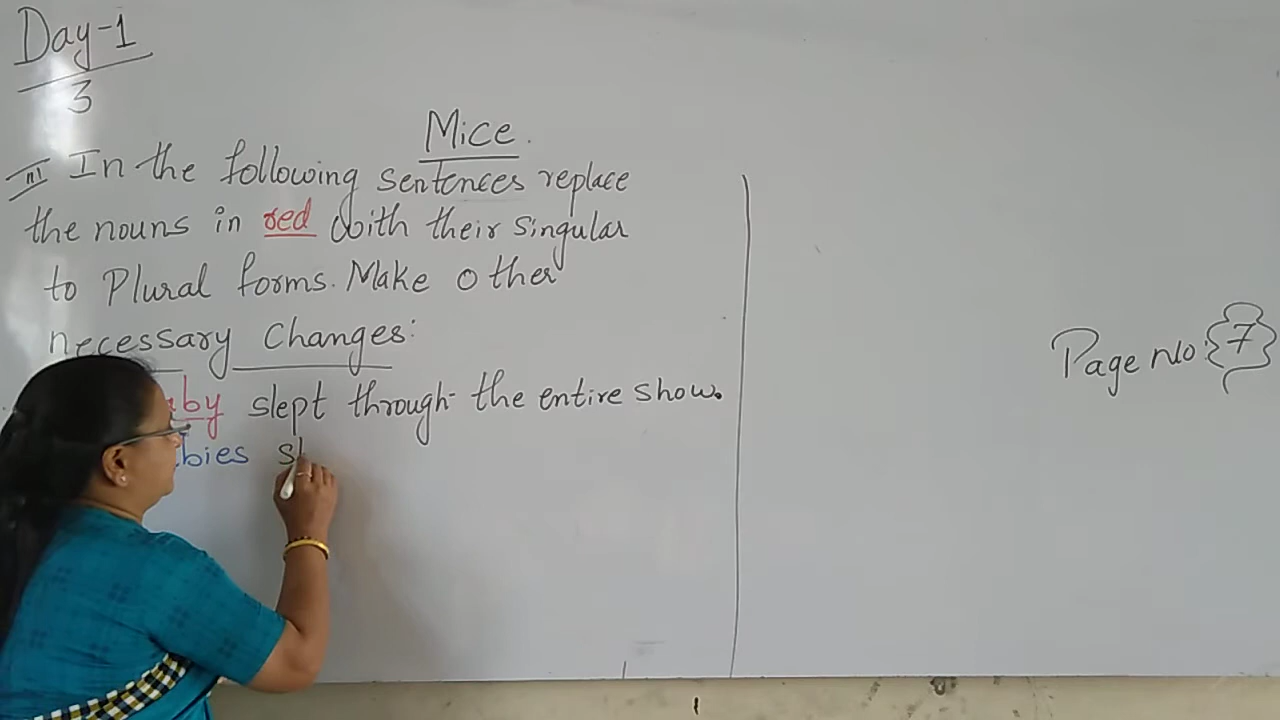 Day-1
3
Mice.
III In the following sentences replace
the nouns in red with their singular
to Plural forms. Make other
necessary Changes:
slept through the entire show.
Page No: 7